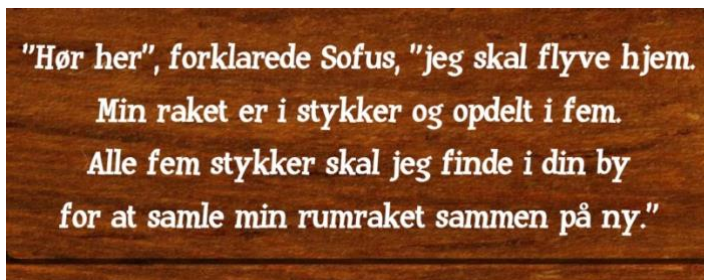 "Hør her", forklarede Sofus, "jeg skal flyve hjem.
Min raket er i stykker og opdelt i fem.
Alle fem stykker skal jeg finde i din by
for at samle min rumraket sammen på ny."